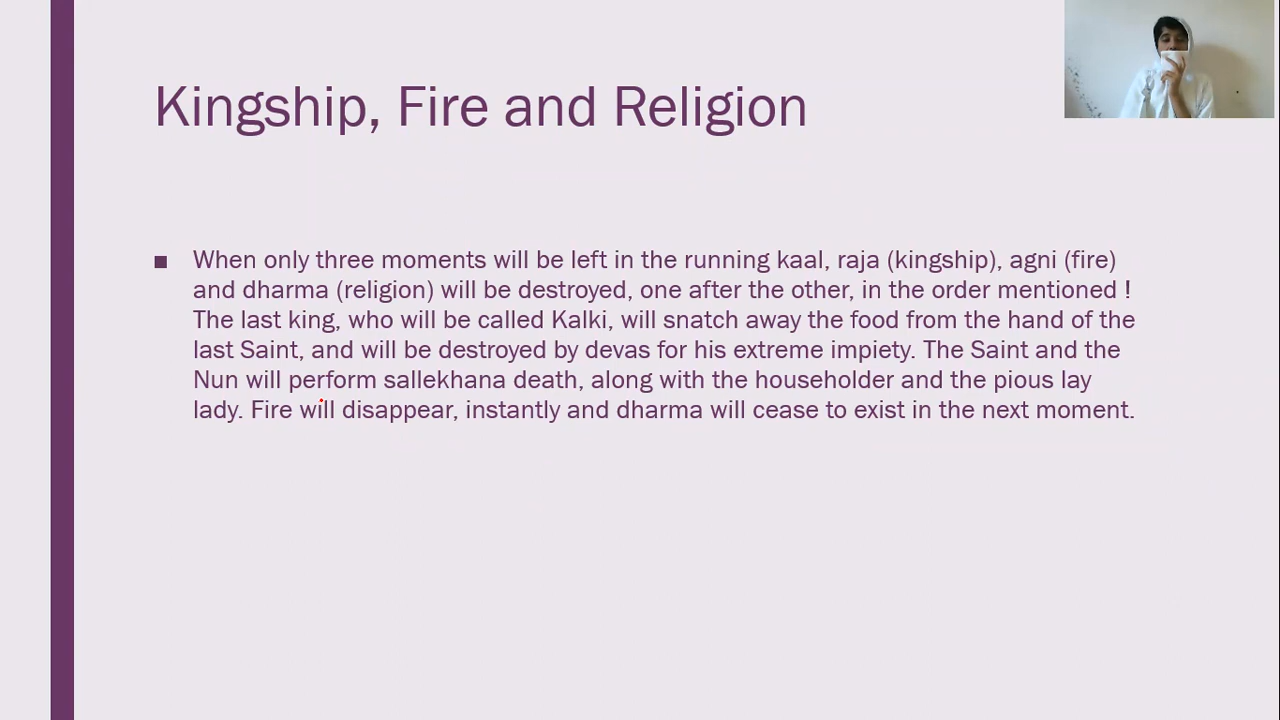 Kingship, Fire and Religion
When only three moments will be left in the running kaal, raja (kingship), agni (fire)
and dharma (religion) will be destroyed, one after the other, in the order mentioned !
The last king, who will be called Kalki, will snatch away the food from the hand of the
last Saint, and will be destroyed by devas for his extreme impiety. The Saint and the
Nun will perform sallekhana death, along with the householder and the pious lay
lady. Fire will disappear, instantly and dharma will cease to exist in the next moment.